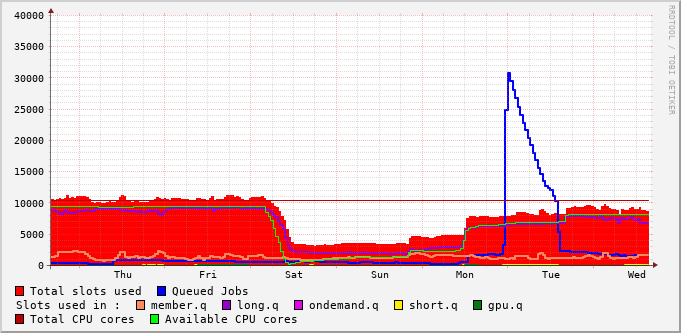 40000
35000
30000
25000
20000
15000
10000
5000
0
Thu Fri Sat Sun Mon Tue Wed
RRDTOOL / TOBI OETIKER
Total slots used Queued Jobs
Slots used in : member.q long.q ondemand.q short.q gpu.q
Total CPU cores Available CPU cores